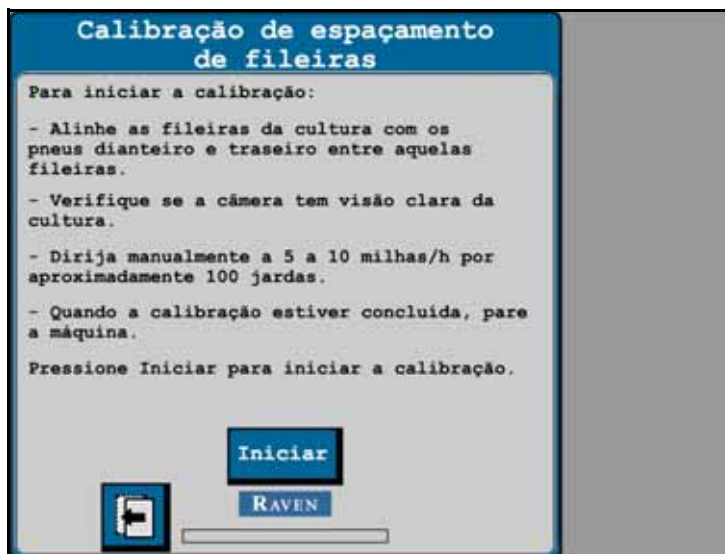 Calibração de espaçamento
de fileiras
Para iniciar a calibração:
- Alinhe as fileiras da cultura com os
pneus dianteiro e traseiro entre aquelas
fileiras.
- Verifique se a câmera tem visão clara da
cultura.
- Dirija manualmente a 5 a 10 milhas/h por
aproximadamente 100 jardas.
- Quando a calibração estiver concluída, pare
a máquina.
Pressione Iniciar para iniciar a calibração.
Iniciar
RAVEN